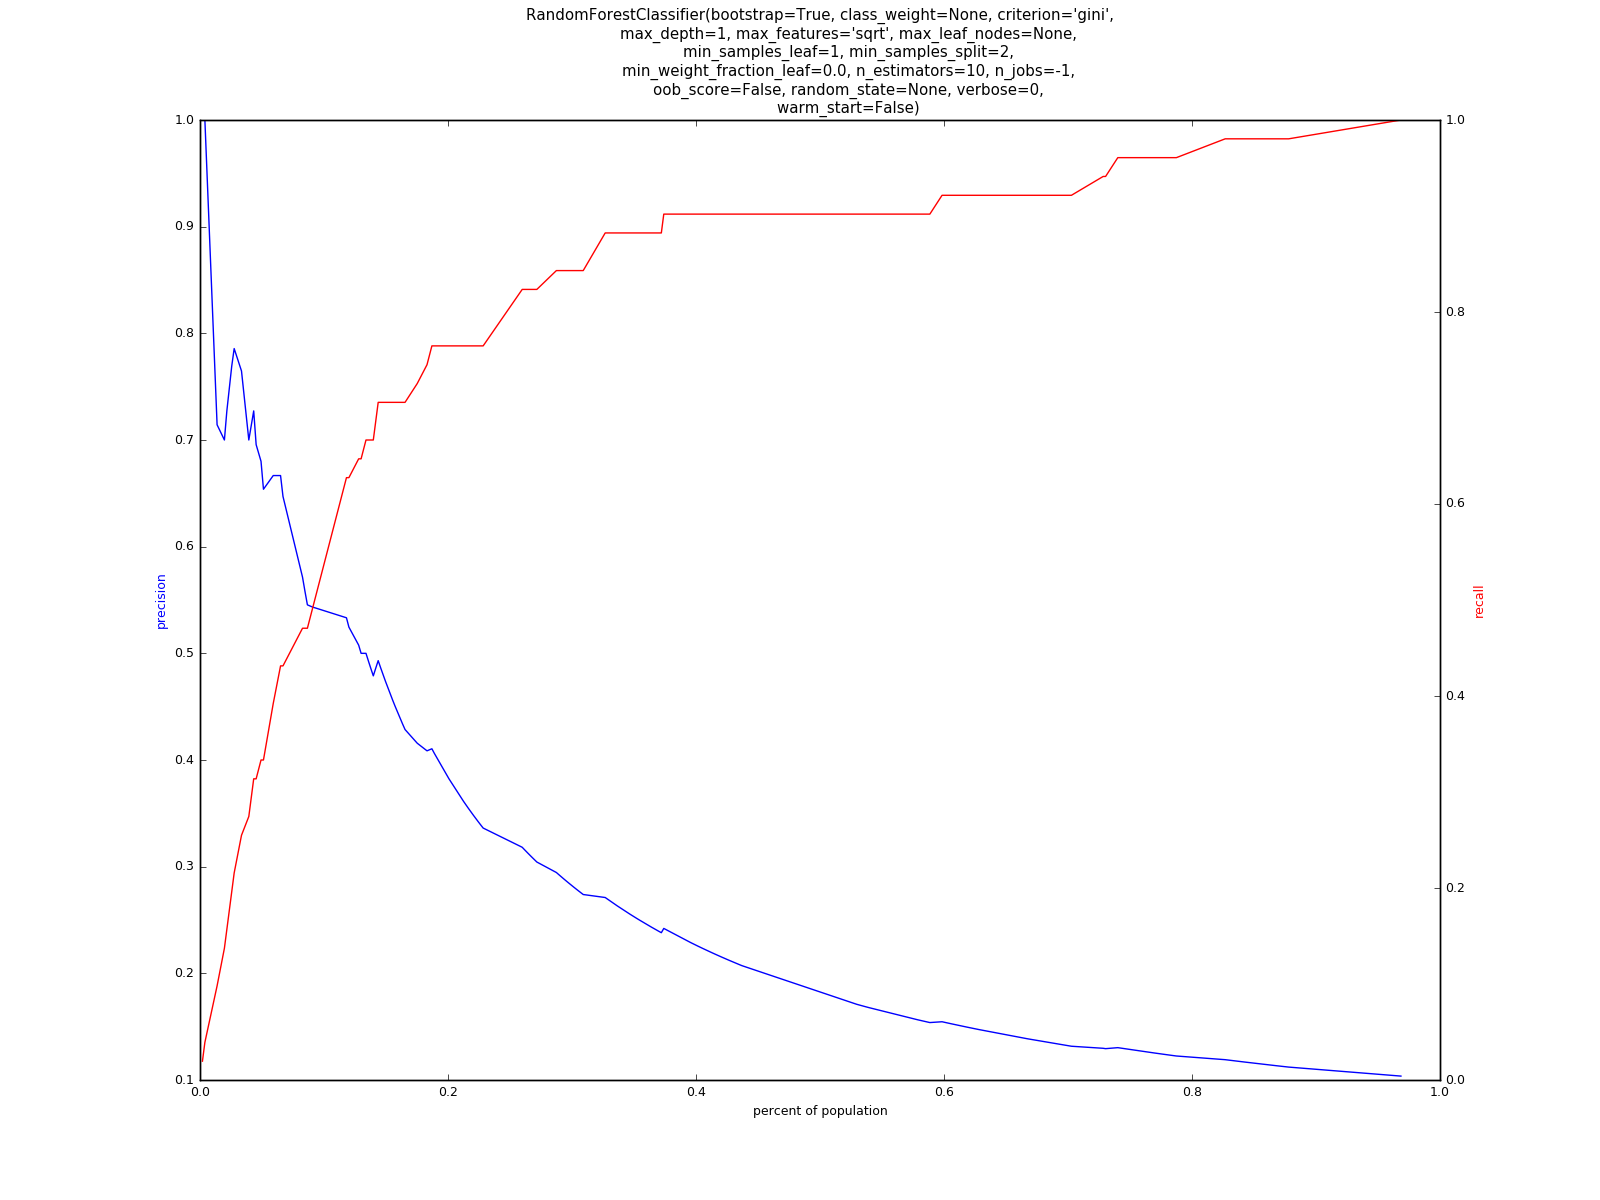 RandomForestClassifier(bootstrap=True, class_weight=None, criterion='gini',
max_depth=1, max_features='sqrt', max_leaf_nodes=None,
min_samples_leaf=1, min_samples_split=2,
min_weight_fraction_leaf=0.0, n_estimators=10, n_jobs=-1,
oob_score=False, random_state=None, verbose=0,
warm_start=False)
1.0
0.9
0.8
0.7
0.6
0.5
0.4
0.3
0.2
0.1
precision
1.0
0.8
0.6
0.4
0.2
0.0
recall
0.0 0.2 0.4 0.6 0.8 1.0
percent of population